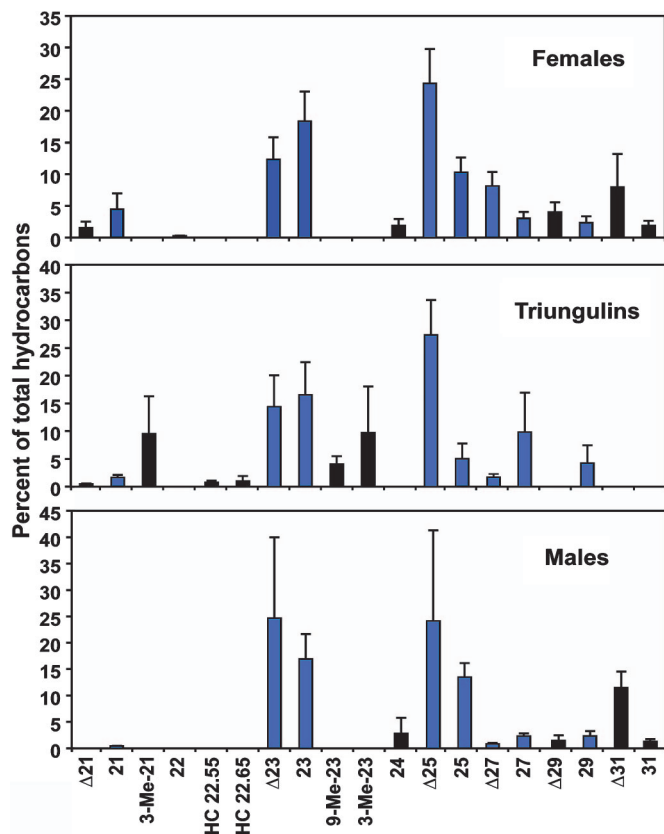 Percent of total hydrocarbons
35
30
25
20
15
10
5
0
Females
40
35
30
25
20
15
10
5
0
Triungulins
45
40
35
30
25
20
15
10
5
0
Males
Δ21
21
3-Me-21
22
HC 22.55
HC 22.65
Δ23
23
9-Me-23
3-Me-23
24
Δ25
25
Δ27
27
Δ29
29
Δ31
31